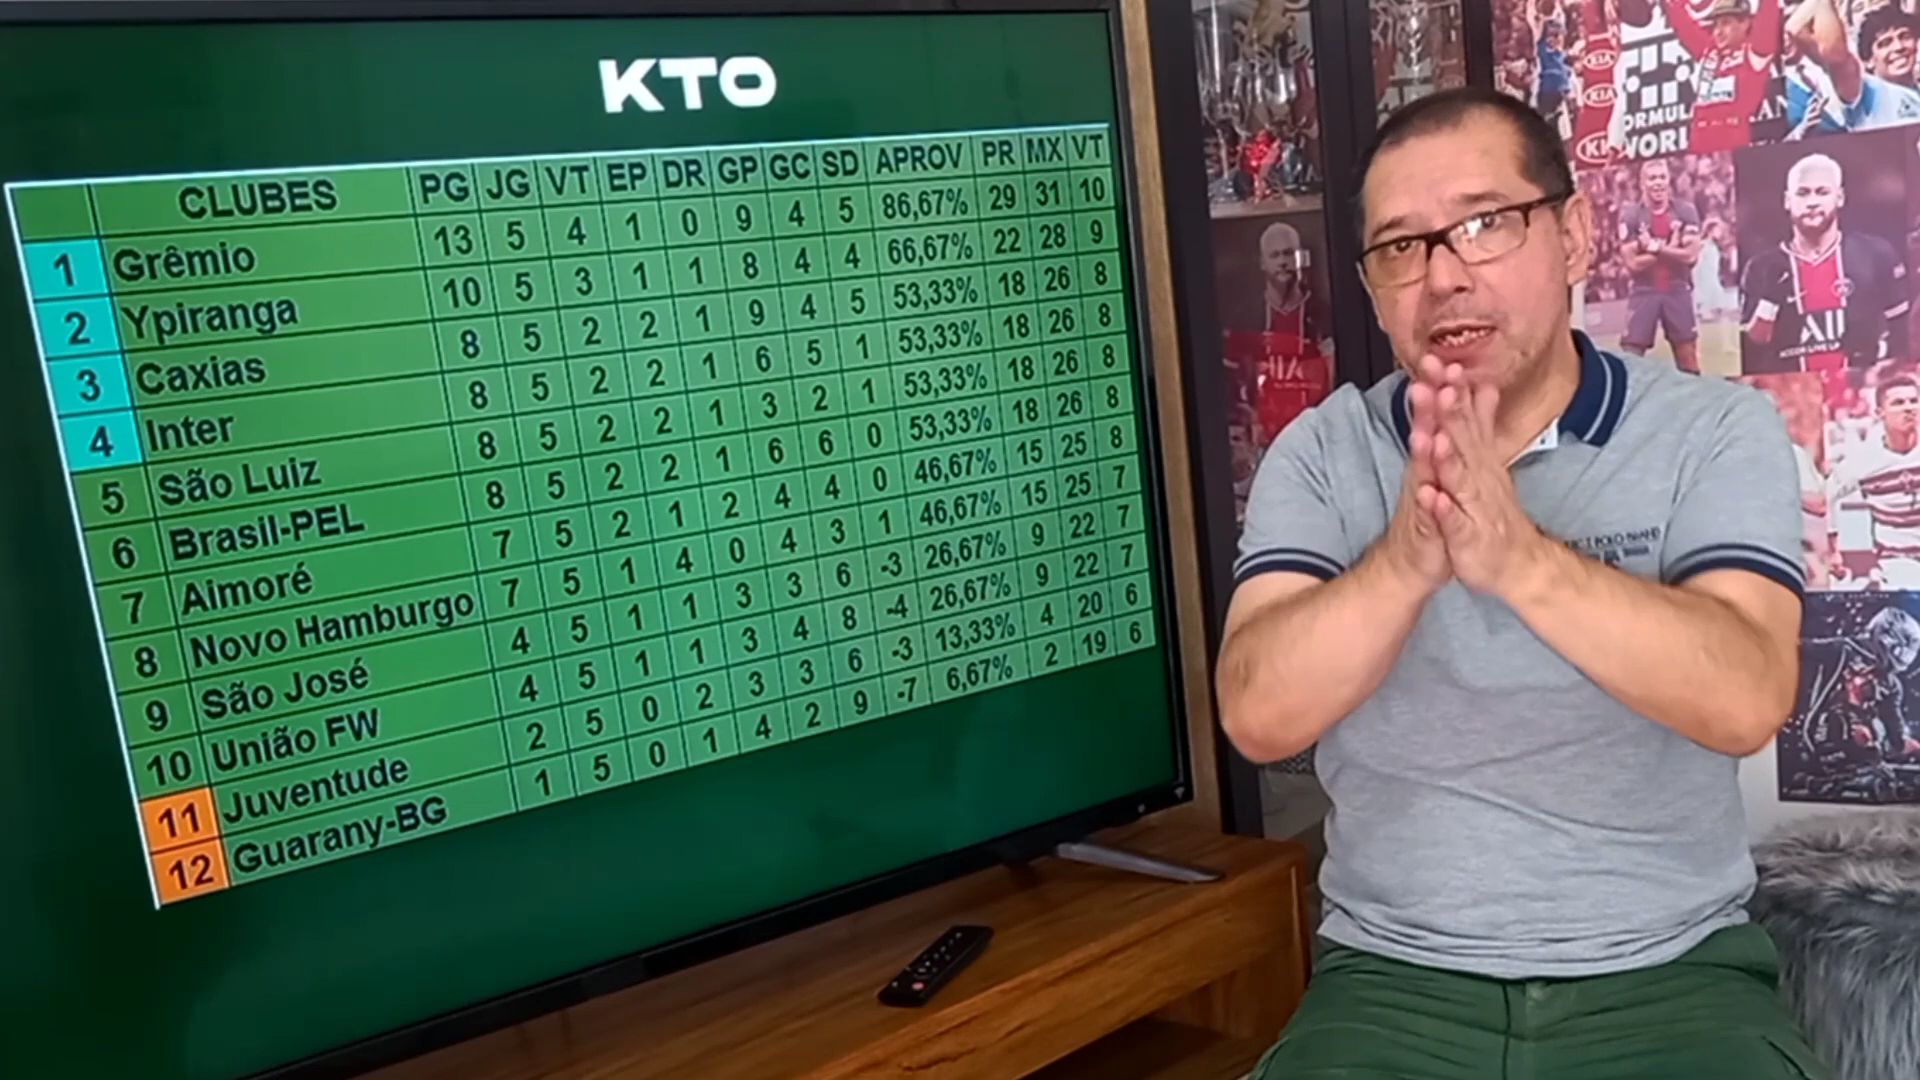 KTO
CLUBES PG JG VT EP DR GP GC SD APROV PR MX VT
1 Grêmio 13 5 4 1 0 9 4 5 86,67% 29 31 10
2 Ypiranga 10 5 3 1 1 8 4 4 66,67% 22 28 9
3 Caxias 8 5 2 2 1 9 4 5 53,33% 18 26 8
4 Inter 8 5 2 2 1 6 5 1 53,33% 18 26 8
5 São Luiz 8 5 2 2 1 3 2 1 53,33% 18 26 8
6 Brasil-PEL 8 5 2 2 1 6 6 0 53,33% 18 26 8
7 Aimoré 7 5 2 1 2 4 4 0 46,67% 15 25 8
8 Novo Hamburgo 7 5 1 4 0 4 3 1 46,67% 15 25 7
9 São José 4 5 1 1 3 3 6 -3 26,67% 9 22 7
10 União FW 4 5 1 1 3 4 8 -4 26,67% 9 22 7
11 Juventude 2 5 0 2 3 3 6 -3 13,33% 4 20 6
12 Guarany-BG 1 5 0 1 4 2 9 -7 6,67% 2 19 6
KIA
KIA